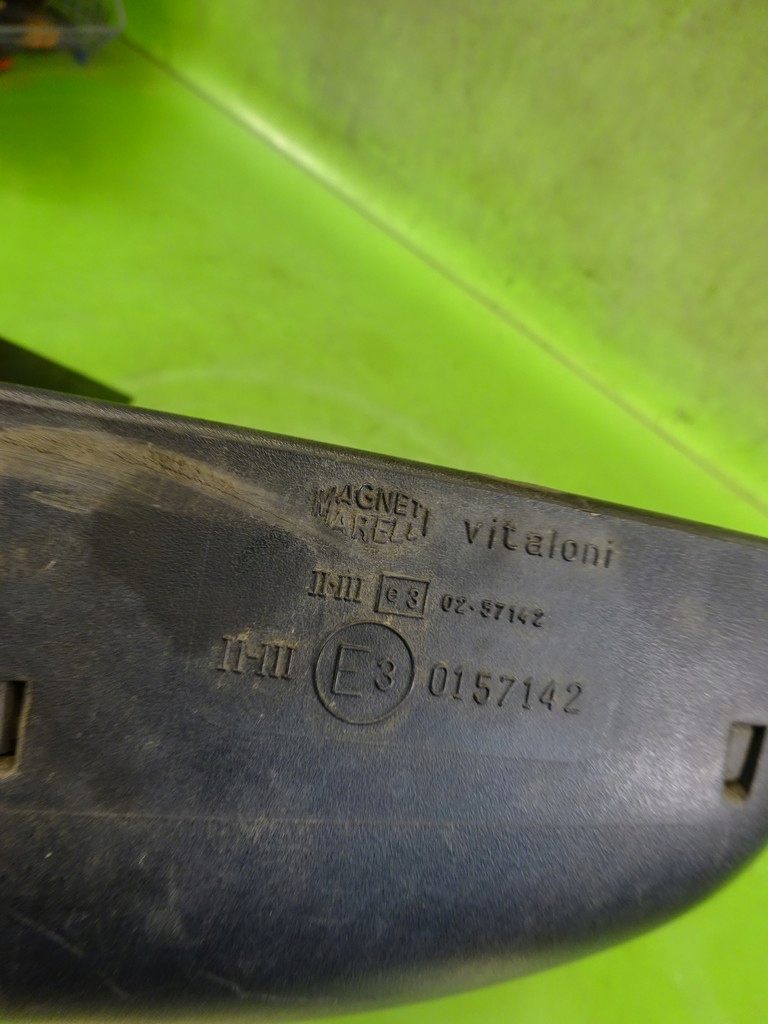 MAGNETI MARELLI vitaloni
II-III e3 02-57142
II-III E3 0157142